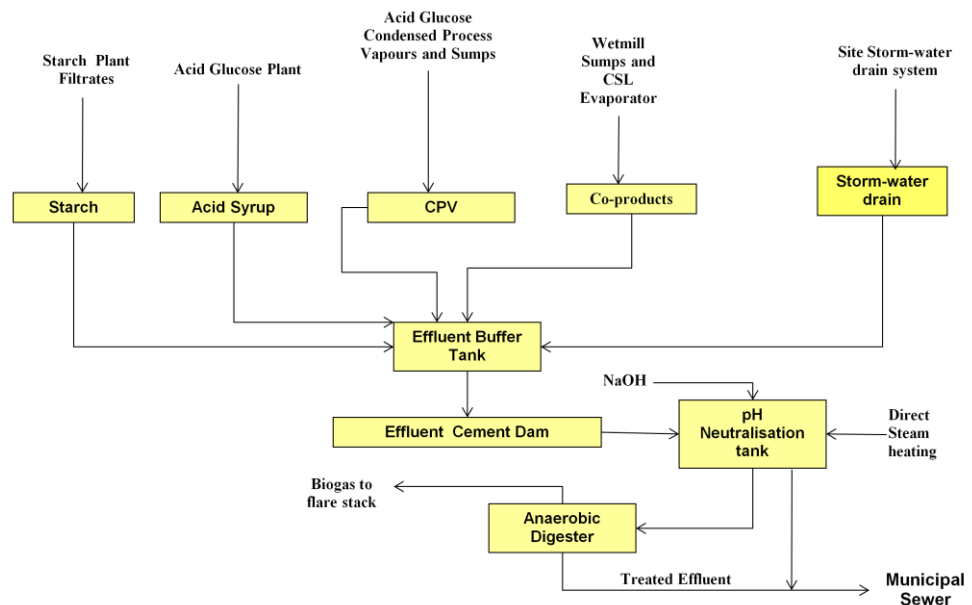 Starch Plant
Filtrates
Acid Glucose Plant
Acid Glucose
Condensed Process
Vapours and Sumps
Wetmill
Sumps and
CSL
Evaporator
Site Storm-water
drain system
Starch
Acid Syrup
CPV
Co-products
Storm-water
drain
Effluent Buffer
Tank
NaOH
Effluent Cement Dam
pH
Neutralisation
tank
Direct
Steam
heating
Biogas to
flare stack
Anaerobic
Digester
Treated Effluent
Municipal
Sewer